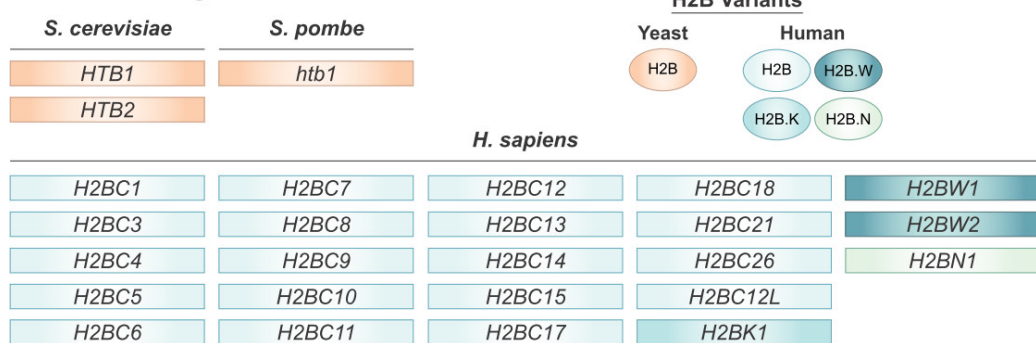 H2B Variants
S. cerevisiae S. pombe Yeast Human
HTB1 htb1 H2B H2B H2B.W
HTB2
H2B.K H2B.N
H. sapiens
H2BC1 H2BC7 H2BC12 H2BC18 H2BW1
H2BC3 H2BC8 H2BC13 H2BC21 H2BW2
H2BC4 H2BC9 H2BC14 H2BC26 H2BN1
H2BC5 H2BC10 H2BC15 H2BC12L
H2BC6 H2BC11 H2BC17 H2BK1